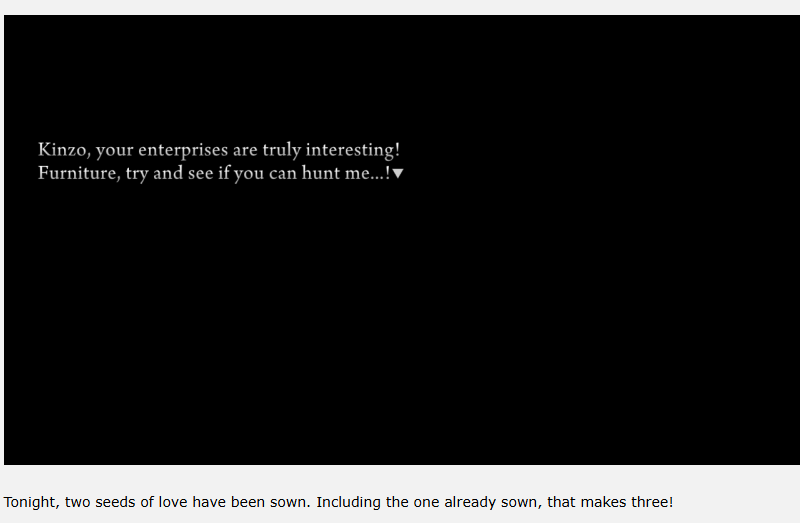 Kinzo, your enterprises are truly interesting!
Furniture, try and see if you can hunt me...!▼
Tonight, two seeds of love have been sown. Including the one already sown, that makes three!